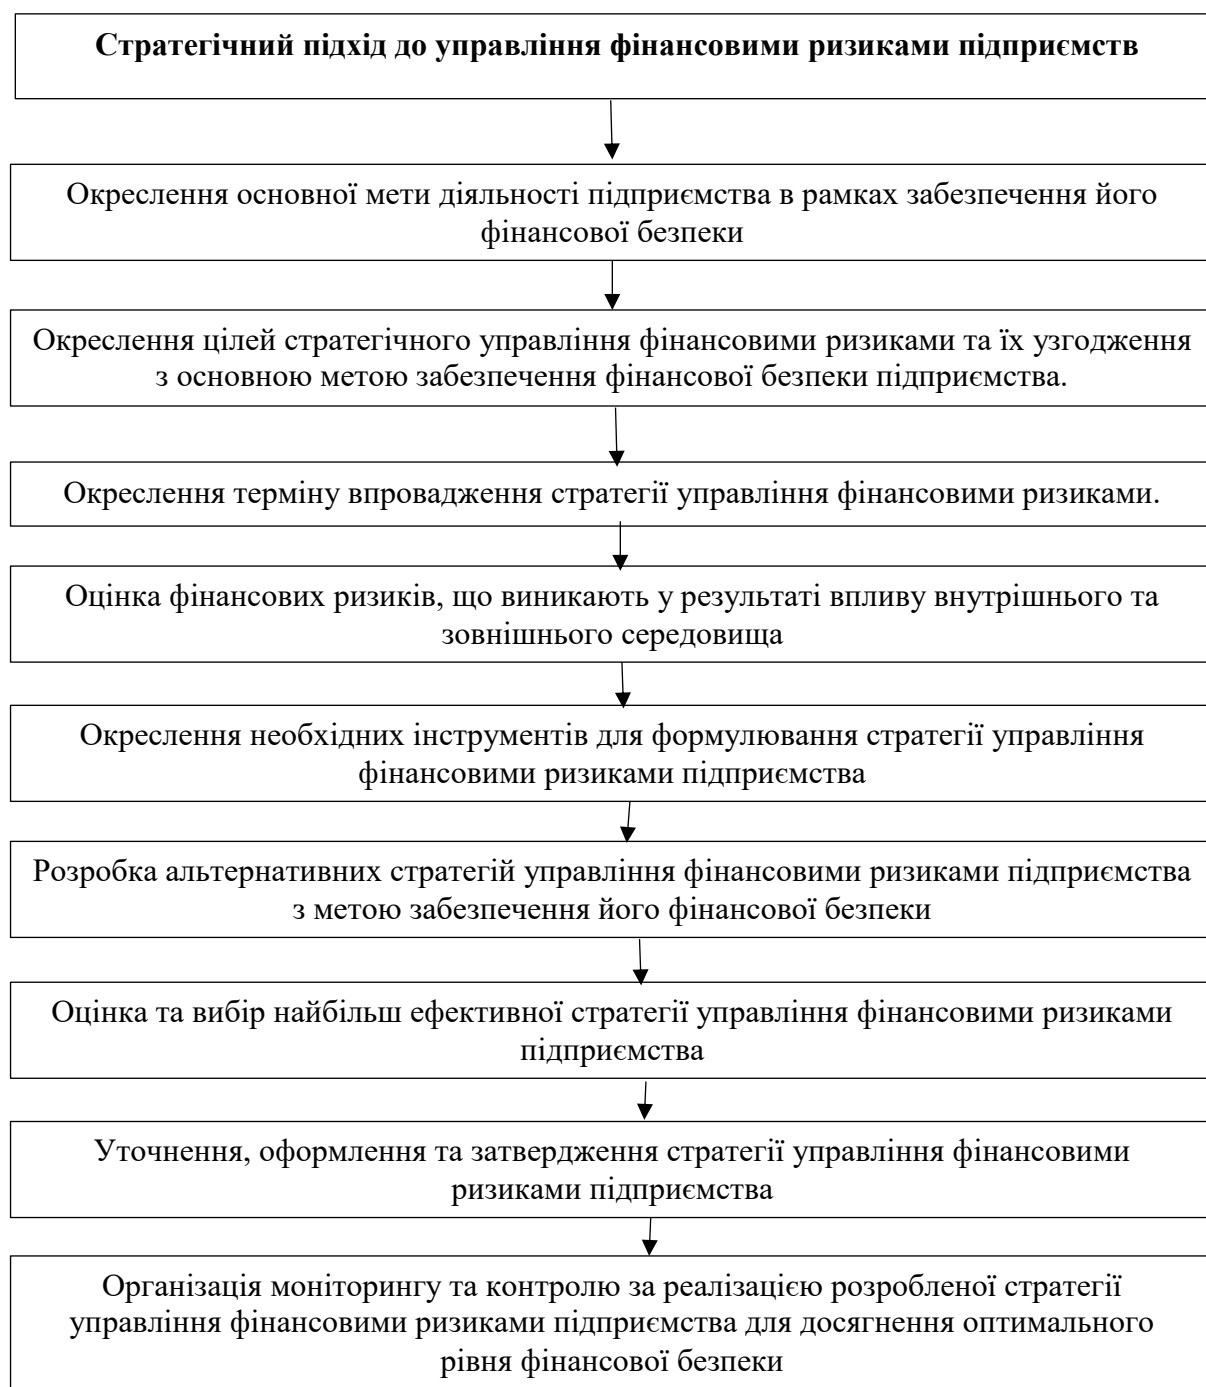 Стратегічний підхід до управління фінансовими ризиками підприємств
Окреслення основної мети діяльності підприємства в рамках забезпечення його
фінансової безпеки
Окреслення цілей стратегічного управління фінансовими ризиками та їх узгодження
з основною метою забезпечення фінансової безпеки підприємства.
Окреслення терміну впровадження стратегії управління фінансовими ризиками.
Оцінка фінансових ризиків, що виникають у результаті впливу внутрішнього та
зовнішнього середовища
Окреслення необхідних інструментів для формулювання стратегії управління
фінансовими ризиками підприємства
Розробка альтернативних стратегій управління фінансовими ризиками підприємства
з метою забезпечення його фінансової безпеки
Оцінка та вибір найбільш ефективної стратегії управління фінансовими ризиками
підприємства
Уточнення, оформлення та затвердження стратегії управління фінансовими
ризиками підприємства
Організація моніторингу та контролю за реалізацією розробленої стратегії
управління фінансовими ризиками підприємства для досягнення оптимального
рівня фінансової безпеки